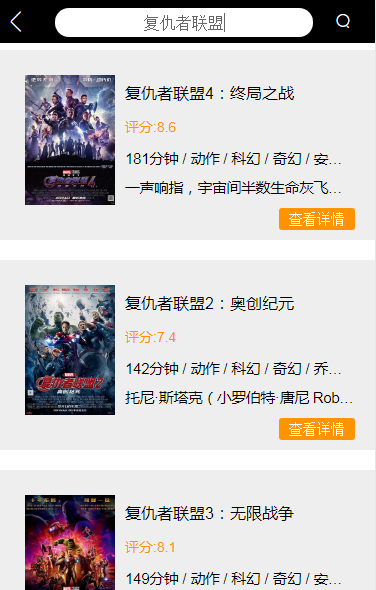 复仇者联盟
复仇者联盟4：终局之战
评分:8.6
181分钟 / 动作 / 科幻 / 奇幻 / 安...
一声响指，宇宙间半数生命灰飞...
查看详情
复仇者联盟2：奥创纪元
评分:7.4
142分钟 / 动作 / 科幻 / 奇幻 / 乔...
托尼·斯塔克（小罗伯特·唐尼 Rob...
查看详情
复仇者联盟3：无限战争
评分:8.1
149分钟 / 动作 / 科幻 / 奇幻 / 安...